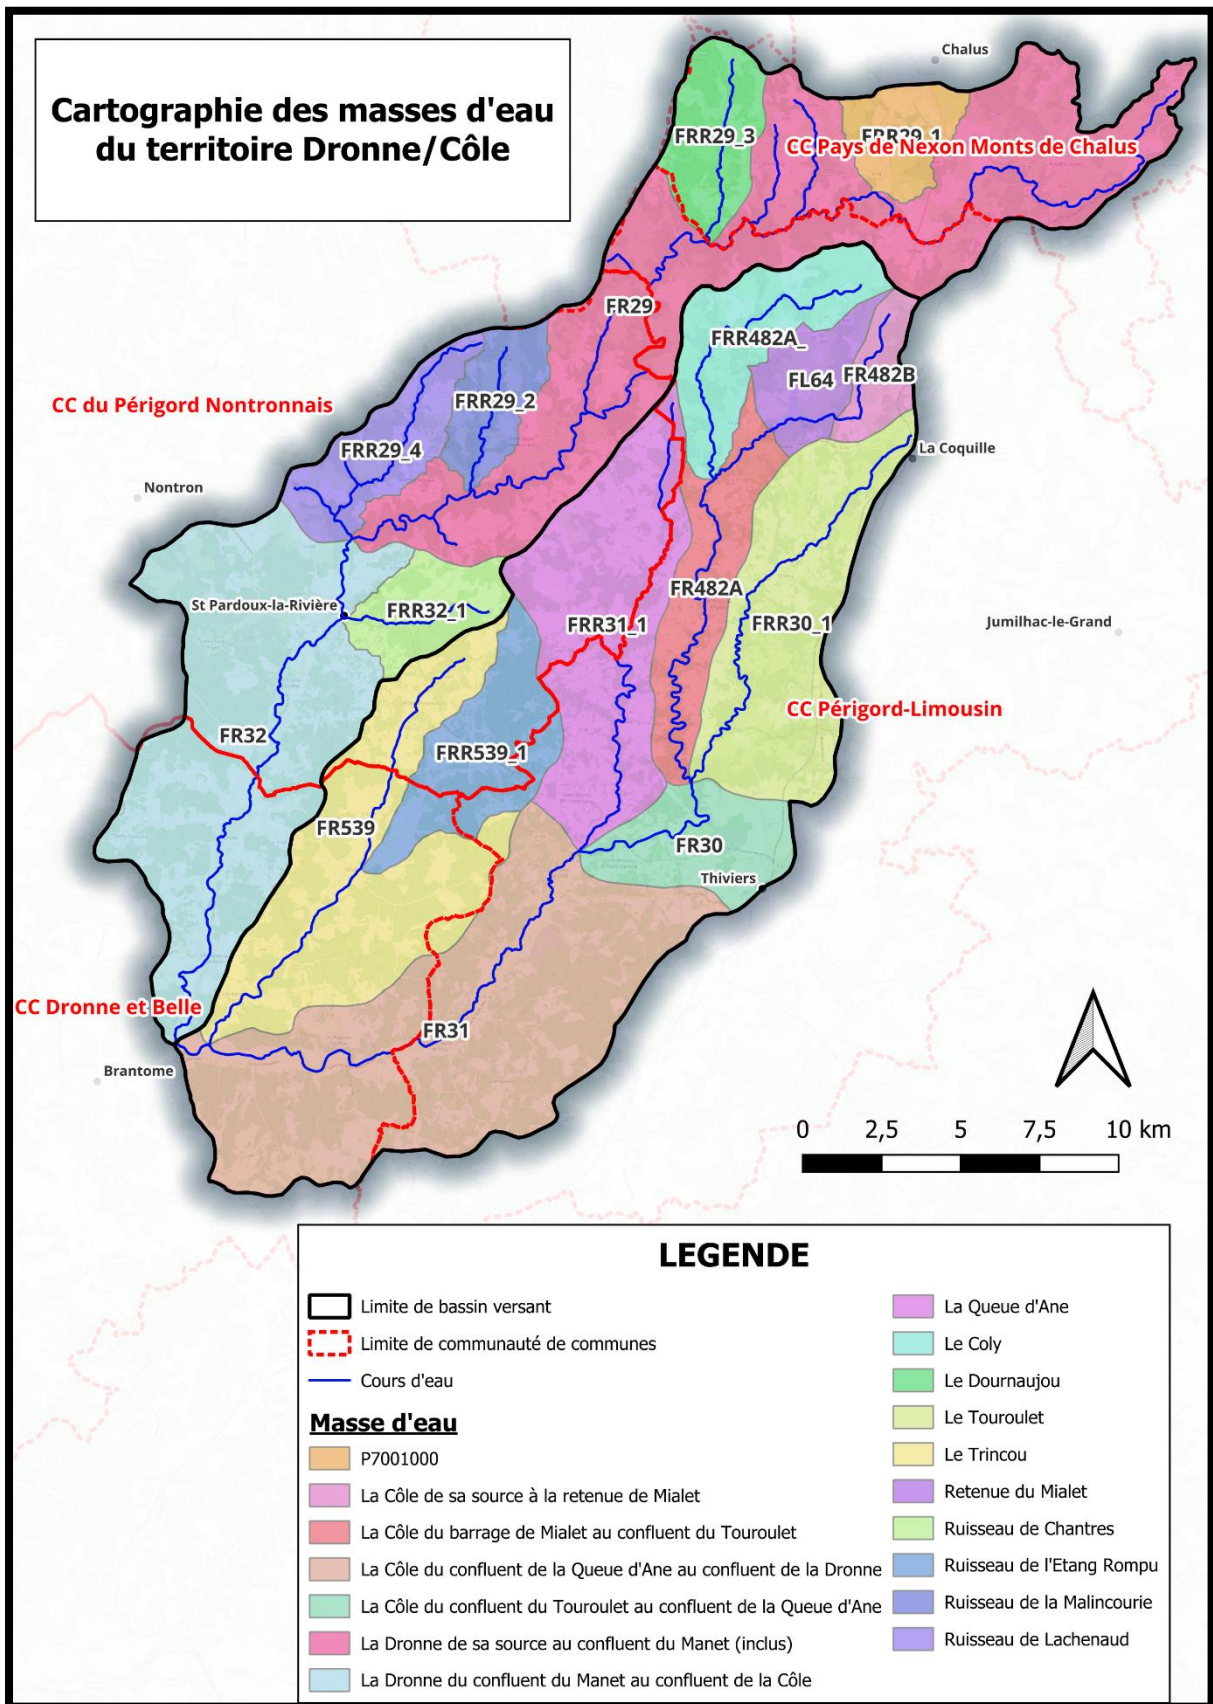 Cartographie des masses d'eau
du territoire Dronne/Côle
Chalus
FRR29_3
FRR29_1
CC Pays de Nexon Monts de Chalus
FR29
FRR482A_
FL64
FR482B
CC du Périgord Nontronnais
FRR29_2
FRR29_4
La Coquille
Nontron
St Pardoux-la-Rivière
FRR32_1
FR482A
FRR31_1
FRR30_1
Jumilhac-le-Grand
CC Périgord-Limousin
FR32
FRR539_1
FR539
FR30
Thiviers
CC Dronne et Belle
FR31
Brantome
0 2,5 5 7,5 10 km
LEGENDE
Limite de bassin versant
Limite de communauté de communes
Cours d'eau
Masse d'eau
P7001000
La Côle de sa source à la retenue de Mialet
La Côle du barrage de Mialet au confluent du Touroulet
La Côle du confluent de la Queue d'Ane au confluent de la Dronne
La Côle du confluent du Touroulet au confluent de la Queue d'Ane
La Dronne de sa source au confluent du Manet (inclus)
La Dronne du confluent du Manet au confluent de la Côle
La Queue d'Ane
Le Coly
Le Dournaujou
Le Touroulet
Le Trincou
Retenue du Mialet
Ruisseau de Chantres
Ruisseau de l'Etang Rompu
Ruisseau de la Malincourie
Ruisseau de Lachenaud